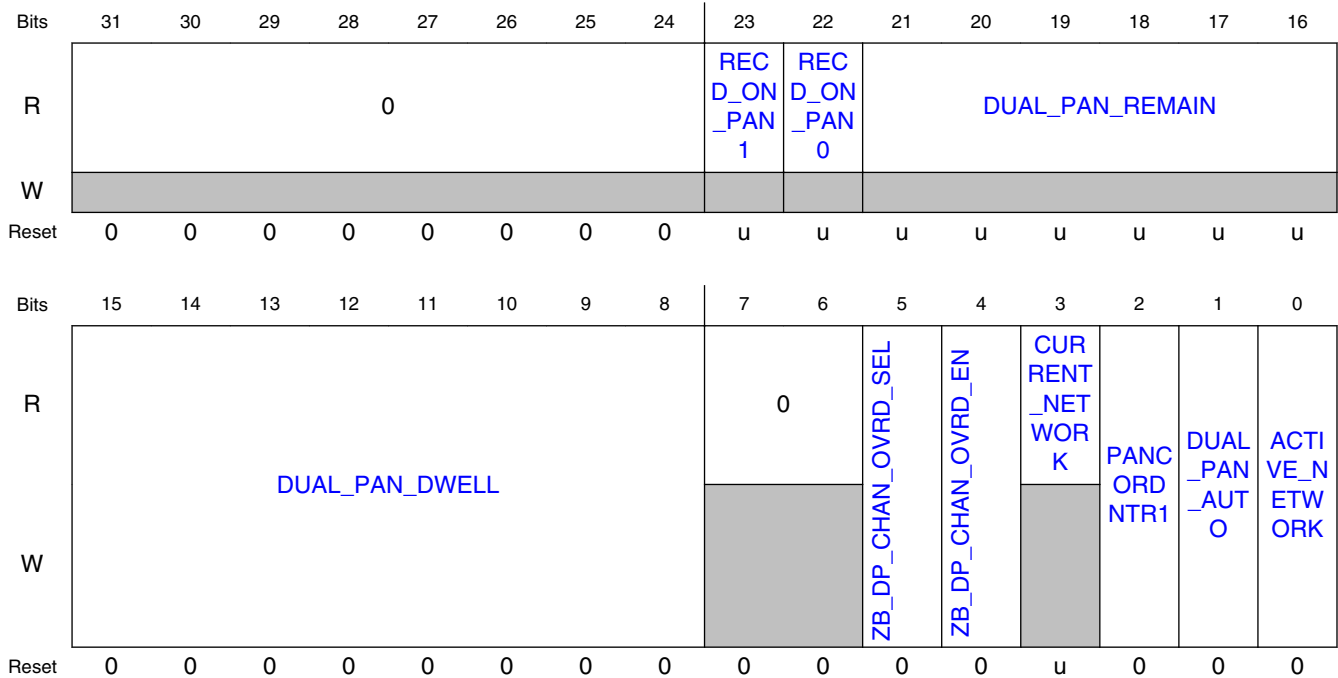 Bits 31 30 29 28 27 26 25 24 23 22 21 20 19 18 17 16
R 0 REC D_ON _PAN 1 REC D_ON _PAN 0 DUAL_PAN_REMAIN
W
Reset 0 0 0 0 0 0 0 0 u u u u u u u u
Bits 15 14 13 12 11 10 9 8 7 6 5 4 3 2 1 0
R DUAL_PAN_DWELL 0 ZB_DP_CHAN_OVRD_SEL ZB_DP_CHAN_OVRD_EN CUR RENT _NET WOR K PANC ORD NTR1 DUAL _PAN _AUT O ACTI VE_N ETW ORK
W
Reset 0 0 0 0 0 0 0 0 0 0 0 0 u 0 0 0